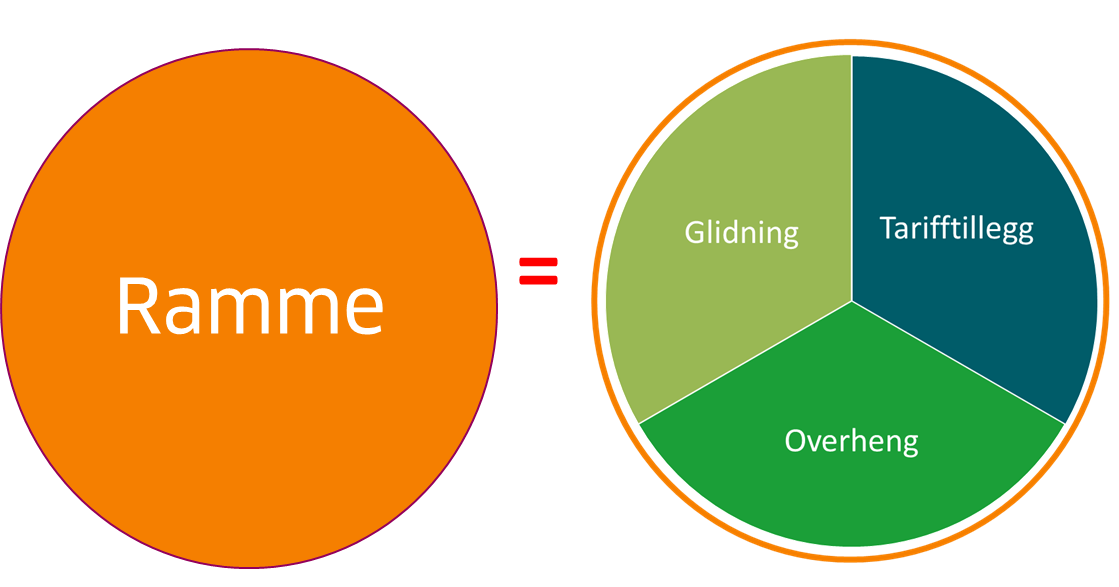 Ramme
=
Glidning
Tarifftillegg
Overheng